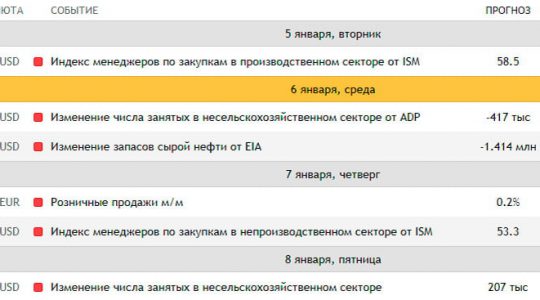 ЮТА СОБЫТИЕ ПРОГНОЗ
5 января, вторник
USD Индекс менеджеров по закупкам в производственном секторе от ISM 58.5
6 января, среда
USD Изменение числа занятых в несельскохозяйственном секторе от ADP -417 тыс
USD Изменение запасов сырой нефти от EIA -1.414 млн
7 января, четверг
EUR Розничные продажи м/м 0.2%
USD Индекс менеджеров по закупкам в непроизводственном секторе от ISM 53.3
8 января, пятница
USD Изменение числа занятых в несельскохозяйственном секторе 207 тыс